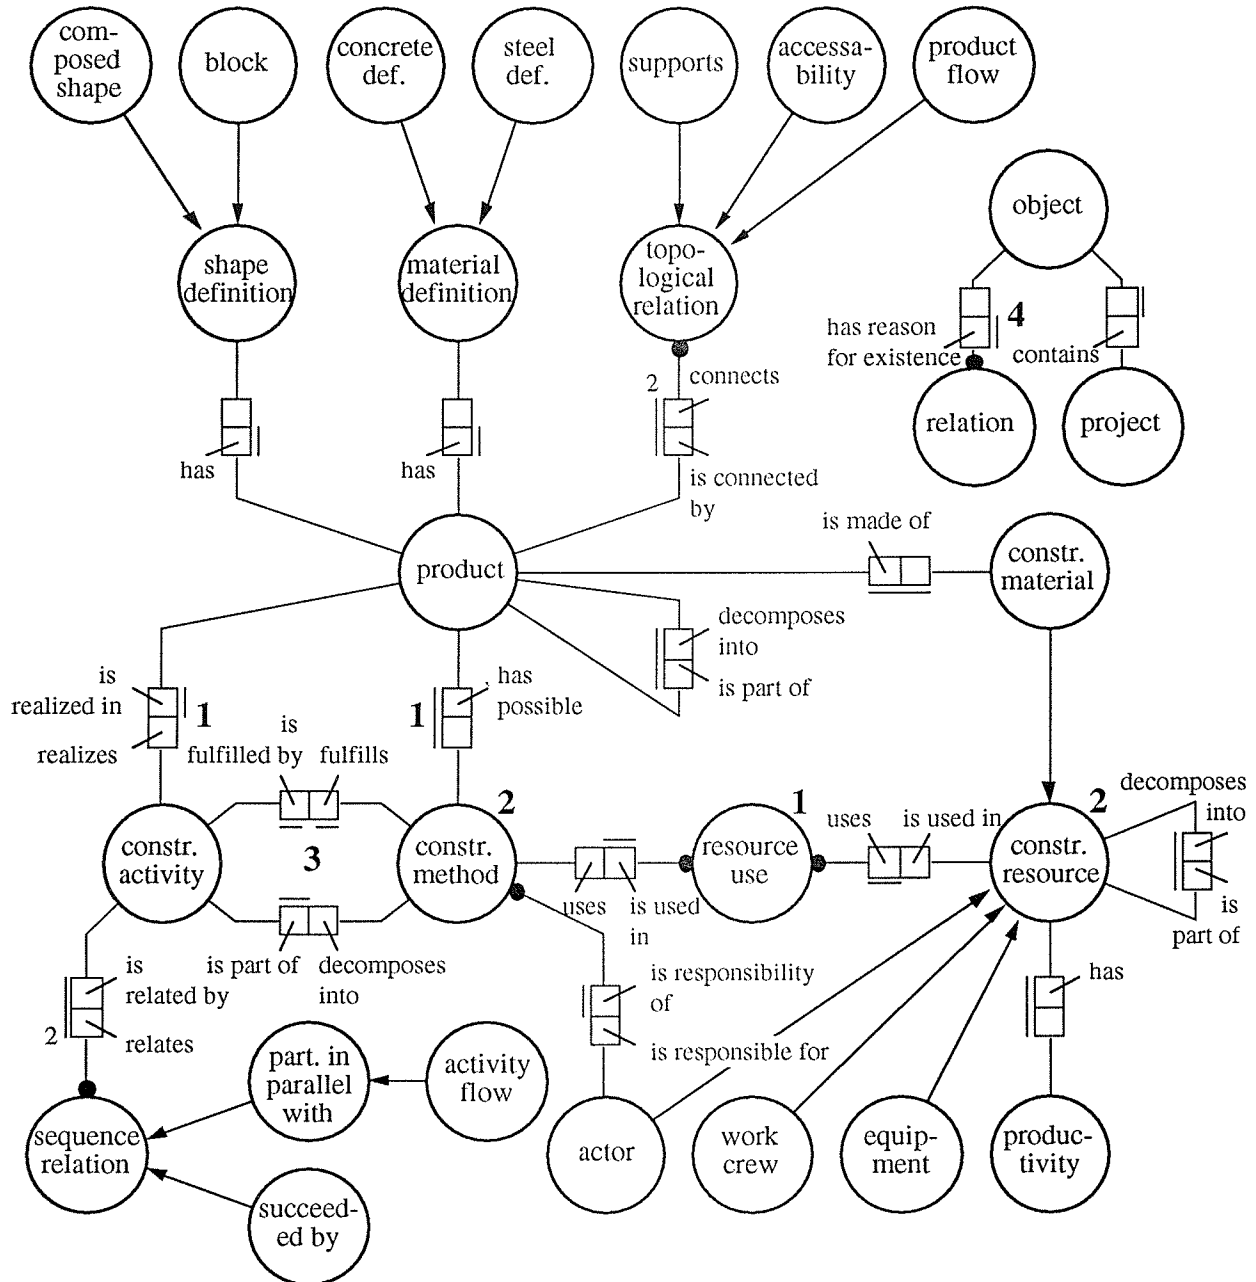 com-
posed
shape
block
concrete
def.
steel
def.
supports
accessa-
bility
product
flow
object
shape
definition
material
definition
topo-
logical
relation
has reason
for existence
4
contains
relation
project
2
connects
has
has
is connected
by
is made of
product
constr.
material
decomposes
into
is part of
is
realized in
realizes
1
1
has
possible
is
fulfilled by
fulfills
constr.
activity
3
constr.
method
2
uses
is used
in
resource
use
1
uses
is used in
constr.
resource
2
decomposes
into
is
part of
is part of
decomposes
into
is
related by
2
relates
is responsibility
of
is responsible for
has
sequence
relation
part. in
parallel
with
activity
flow
succeed-
ed by
actor
work
crew
equip-
ment
produc-
tivity